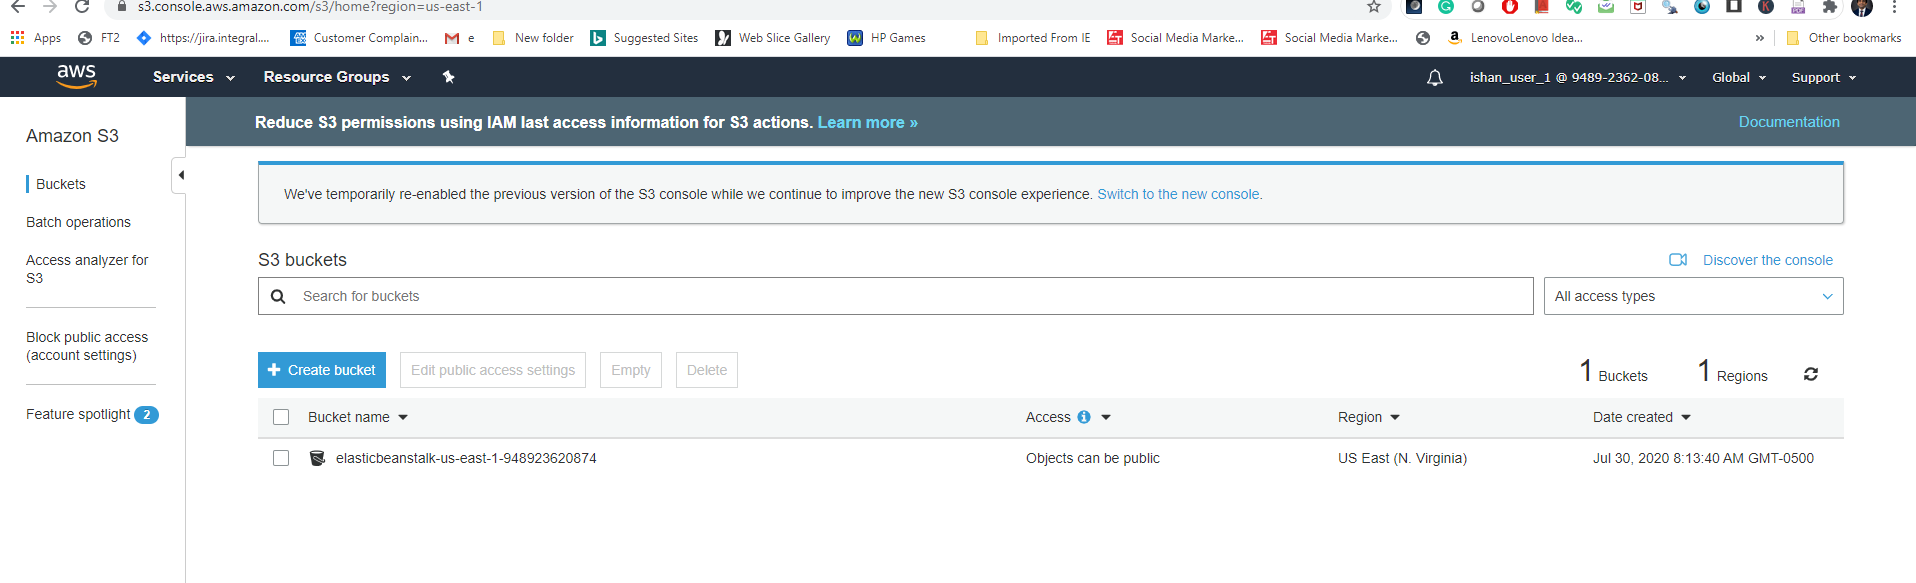 s3.console.aws.amazon.com/s3/home?region=us-east-1
Apps FT2 https://jira.integral.... Customer Complain... e New folder Suggested Sites Web Slice Gallery HP Games Imported From IE Social Media Marke... Social Media Marke... LenovoLenovo Idea... » Other bookmarks
aws Services Resource Groups ishan_user_1 @ 9489-2362-08... Global Support
Reduce S3 permissions using IAM last access information for S3 actions. Learn more » Documentation
Amazon S3
Buckets
Batch operations
Access analyzer for
S3
Block public access
(account settings)
Feature spotlight 2
We've temporarily re-enabled the previous version of the S3 console while we continue to improve the new S3 console experience. Switch to the new console.
S3 buckets Discover the console
Search for buckets All access types
+ Create bucket Edit public access settings Empty Delete 1 Buckets 1 Regions
Bucket name Access Region Date created
elasticbeanstalk-us-east-1-948923620874 Objects can be public US East (N. Virginia) Jul 30, 2020 8:13:40 AM GMT-0500